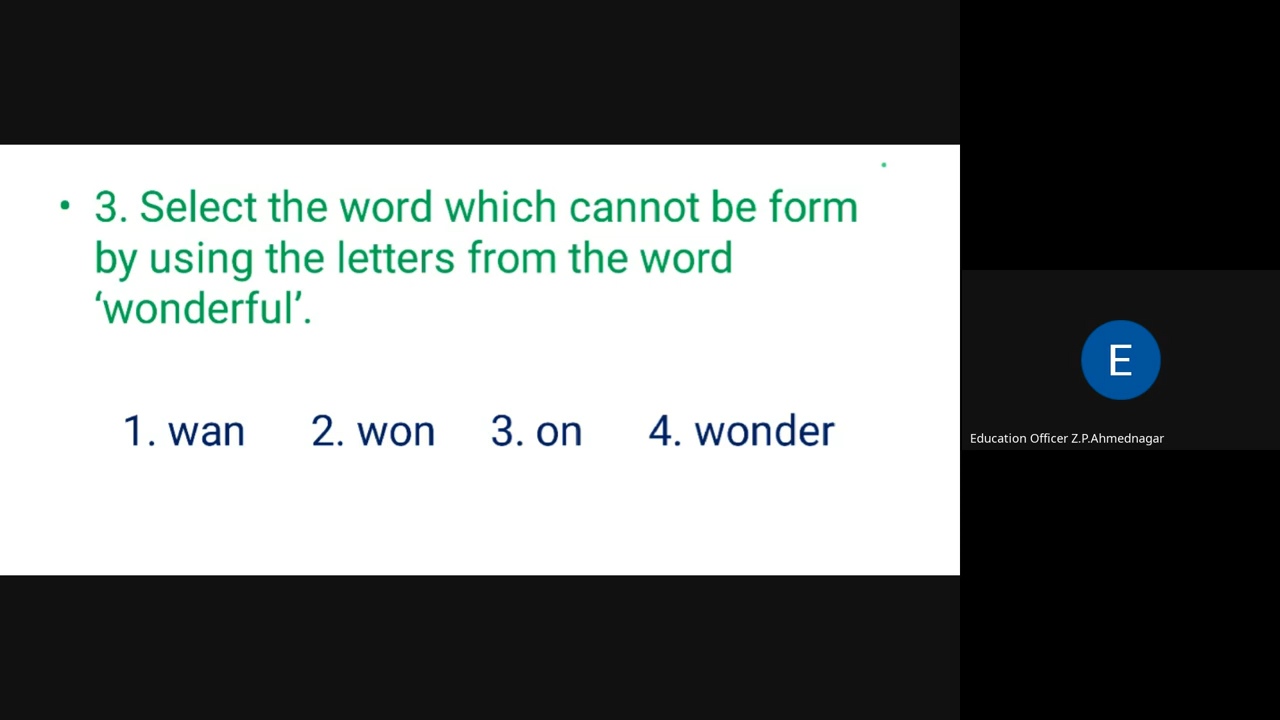 • 3. Select the word which cannot be form
by using the letters from the word
‘wonderful’.
1. wan 2. won 3. on 4. wonder
E
Education Officer Z.P.Ahmednagar